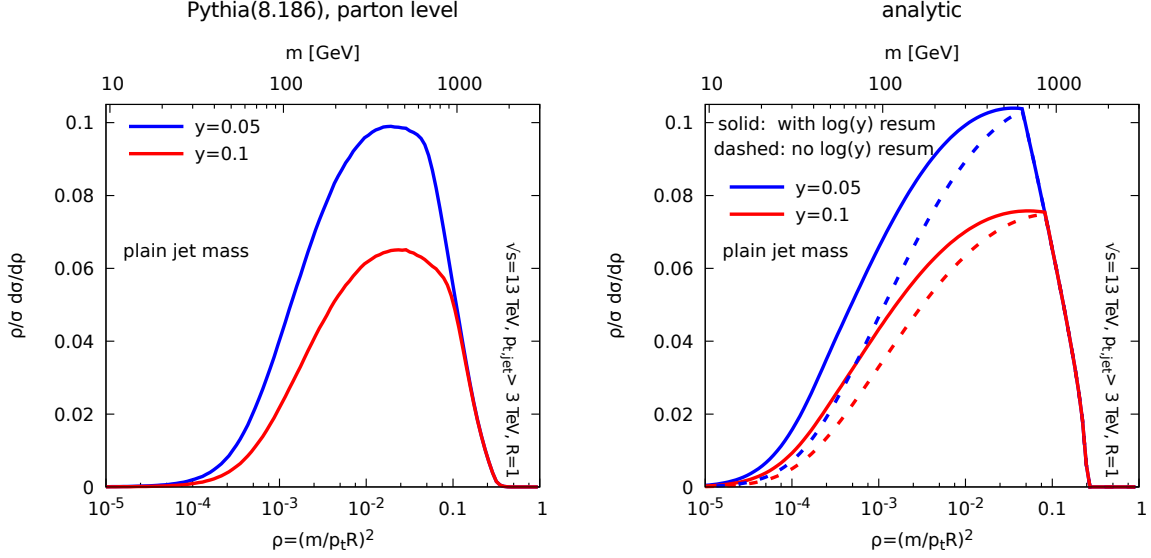 Pythia(8.186), parton level
m [GeV]
10 100 1000
ρ/σ dσ/dρ
0.1
0.08
0.06
0.04
0.02
0
y=0.05
y=0.1
plain jet mass
√s=13 TeV, pt,jet> 3 TeV, R=1
10-5 10-4 10-3 10-2 0.1 1
ρ=(m/ptR)2
analytic
m [GeV]
10 100 1000
ρ/σ dσ/dρ
0.1
0.08
0.06
0.04
0.02
0
solid: with log(y) resum
dashed: no log(y) resum
y=0.05
y=0.1
plain jet mass
√s=13 TeV, pt,jet> 3 TeV, R=1
10-5 10-4 10-3 10-2 0.1 1
ρ=(m/ptR)2